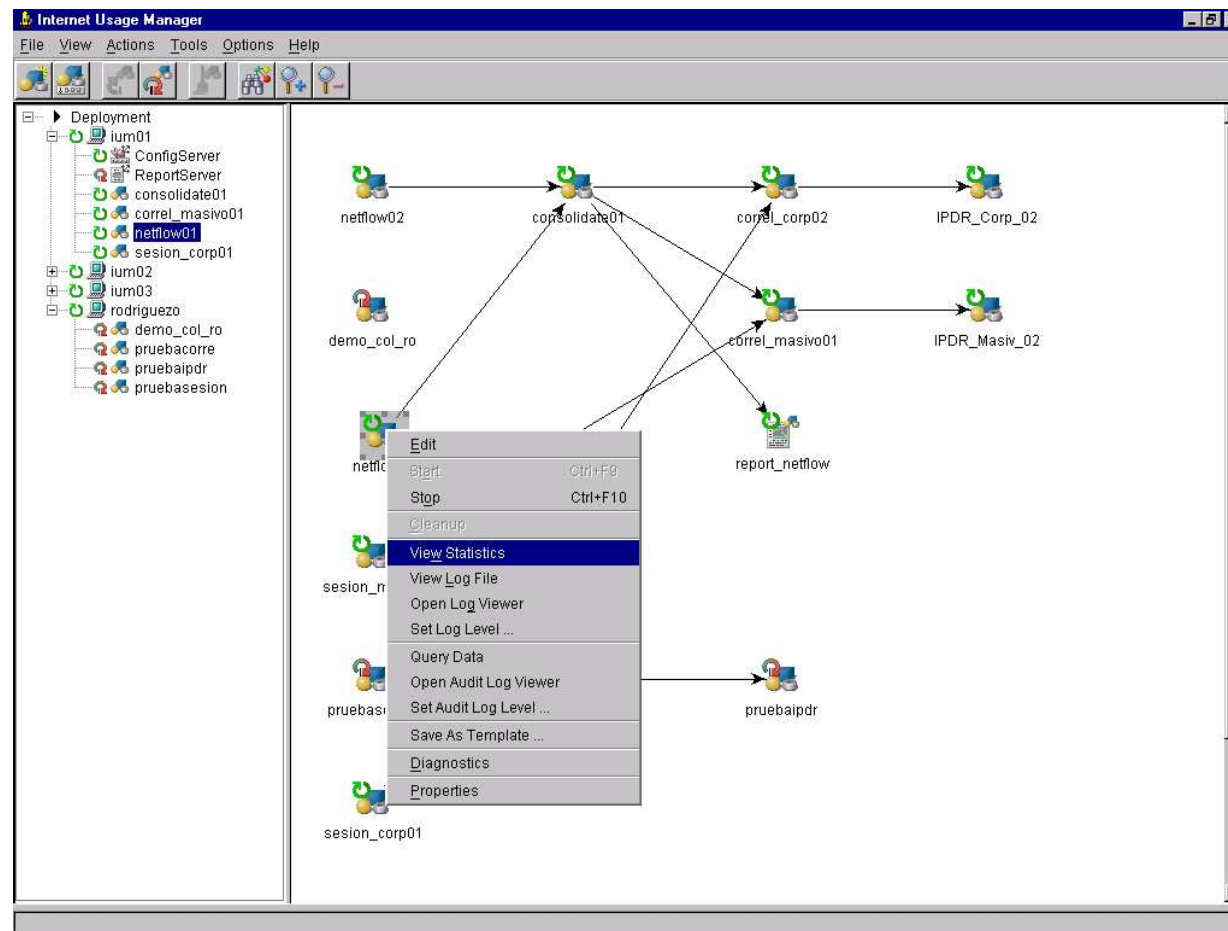 Internet Usage Manager
File View Actions Tools Options Help
Deployment
ium01
ConfigServer
ReportServer
consolidate01
correl_masivo01
netflow01
sesion_corp01
ium02
ium03
rodriguezo
demo_col_ro
pruebacorre
pruebaipdr
pruebasesion
netflow02
consolidate01
correl_corp02
IPDR_Corp_02
demo_col_ro
correl_masivo01
IPDR_Masiv_02
report_netflow
Edit
Start Ctrl+F9
Stop Ctrl+F10
Cleanup
View Statistics
View Log File
Open Log Viewer
Set Log Level ...
Query Data
Open Audit Log Viewer
Set Audit Log Level ...
Save As Template ...
Diagnostics
Properties
pruebaipdr
sesion_corp01